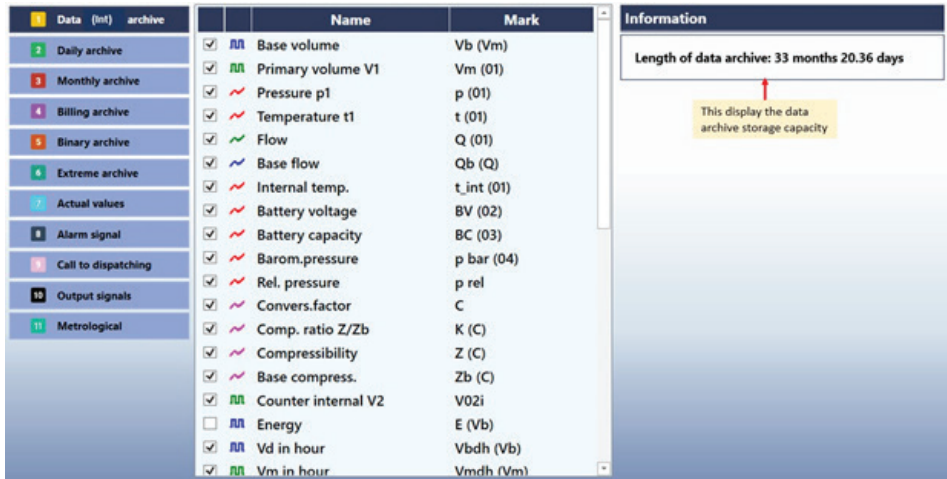 1 Data (Int) archive
2 Daily archive
3 Monthly archive
4 Billing archive
5 Binary archive
6 Extreme archive
7 Actual values
8 Alarm signal
9 Call to dispatching
10 Output signals
11 Metrological
Name Mark
Base volume Vb (Vm)
Primary volume V1 Vm (01)
Pressure p1 p (01)
Temperature t1 t (01)
Flow Q (01)
Base flow Qb (Q)
Internal temp. t_int (01)
Battery voltage BV (02)
Battery capacity BC (03)
Barom.pressure p bar (04)
Rel. pressure p rel
Convers.factor C
Comp. ratio Z/Zb K (C)
Compressibility Z (C)
Base compress. Zb (C)
Counter internal V2 V02i
Energy E (Vb)
Vd in hour Vbdh (Vb)
Vm in hour Vmdh (Vm)
Information
Length of data archive: 33 months 20.36 days
This display the data
archive storage capacity